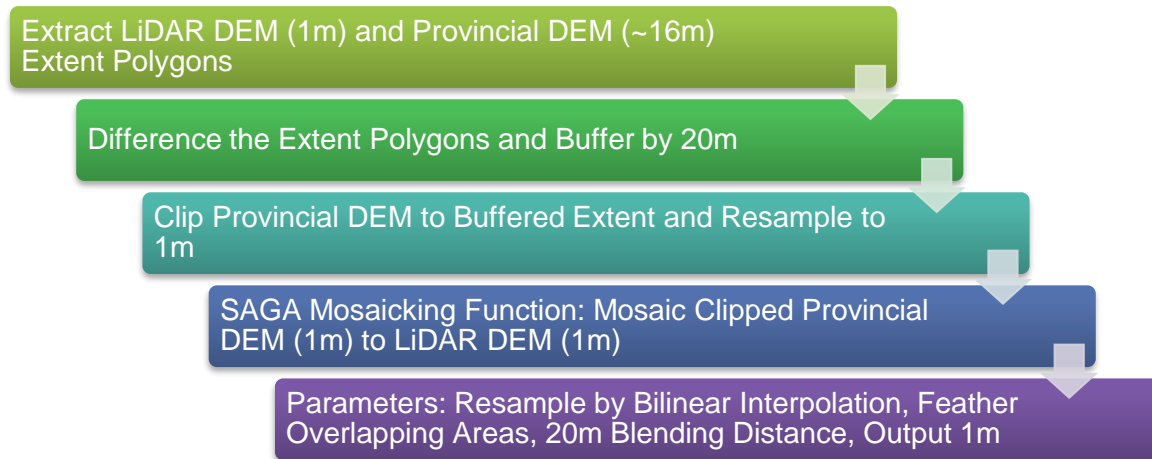 Extract LiDAR DEM (1m) and Provincial DEM (~16m)
Extent Polygons
Difference the Extent Polygons and Buffer by 20m
Clip Provincial DEM to Buffered Extent and Resample to
1m
SAGA Mosaicking Function: Mosaic Clipped Provincial
DEM (1m) to LiDAR DEM (1m)
Parameters: Resample by Bilinear Interpolation, Feather
Overlapping Areas, 20m Blending Distance, Output 1m